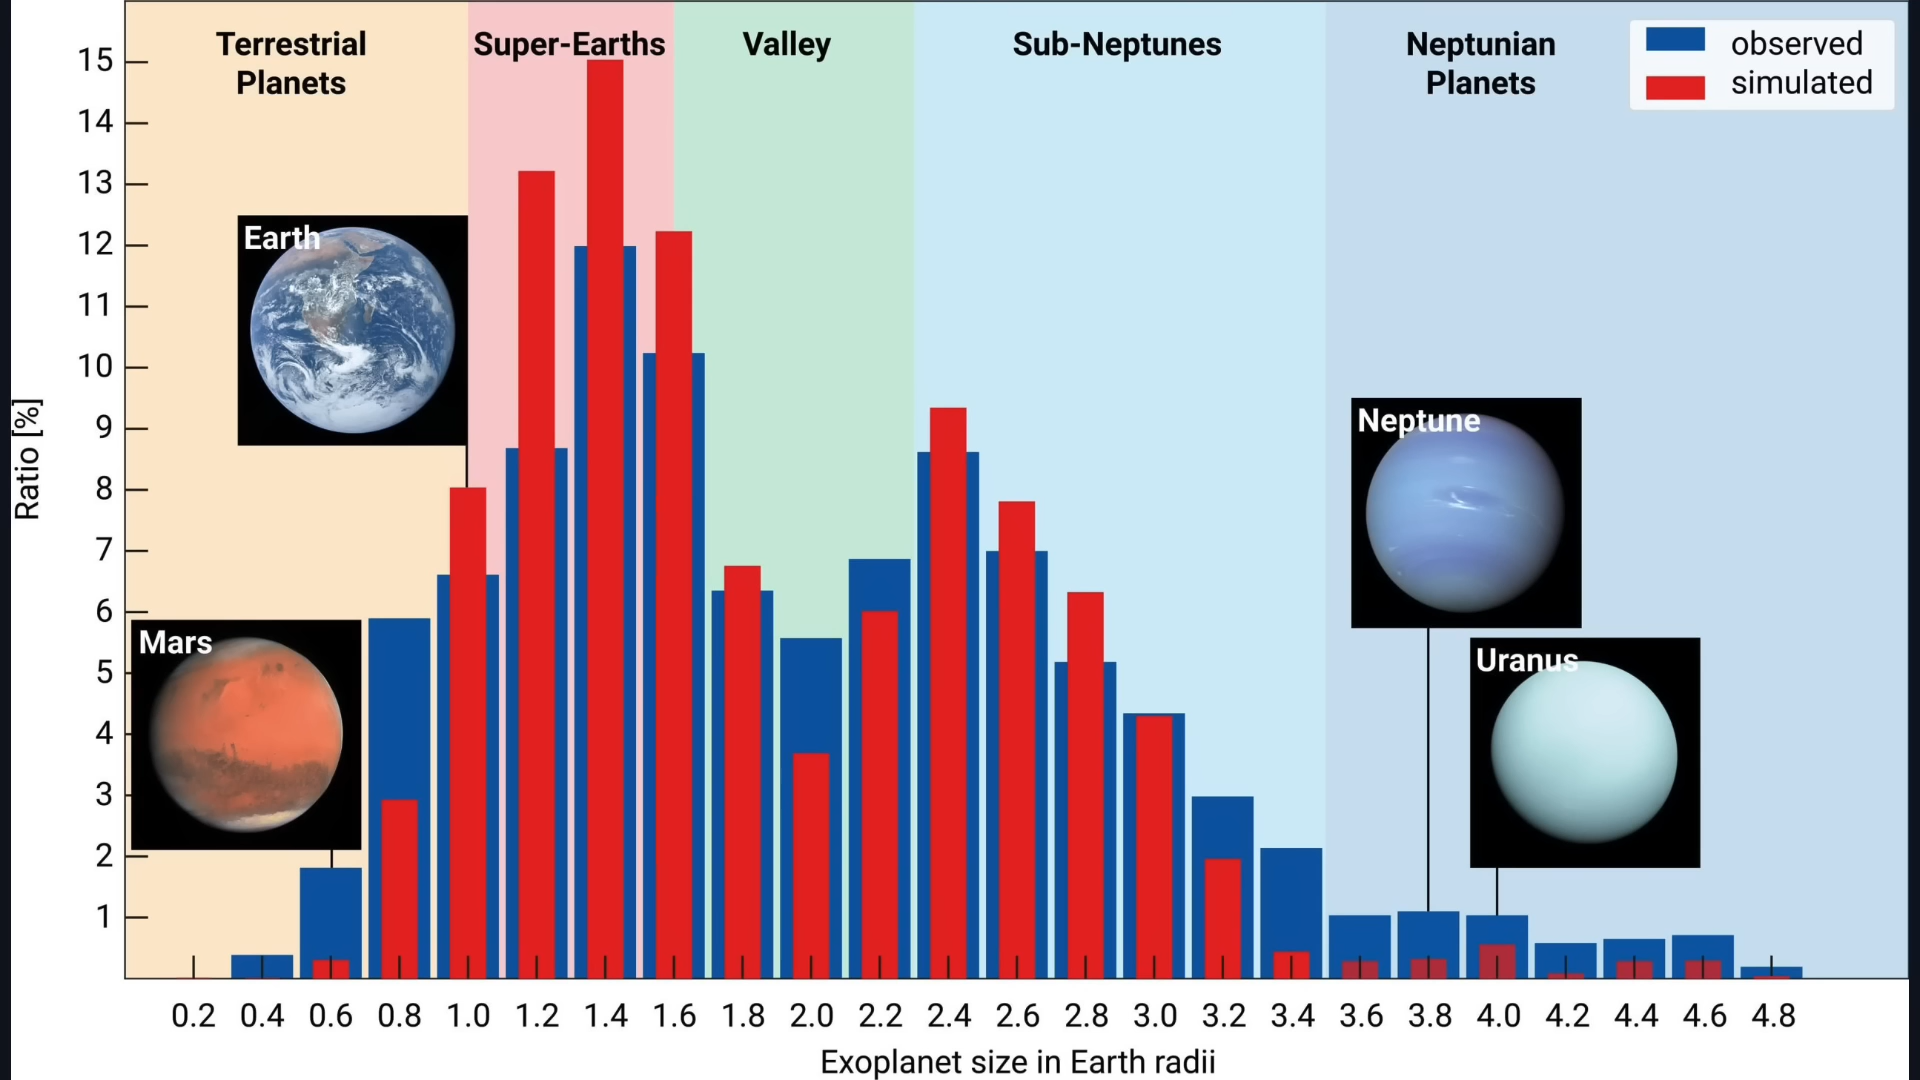 Terrestrial
Planets
Super-Earths
Valley
Sub-Neptunes
Neptunian
Planets
observed
simulated
15
14
13
12
11
10
9
8
7
6
5
4
3
2
1
Ratio [%]
Earth
Mars
Neptune
Uranus
0.2 0.4 0.6 0.8 1.0 1.2 1.4 1.6 1.8 2.0 2.2 2.4 2.6 2.8 3.0 3.2 3.4 3.6 3.8 4.0 4.2 4.4 4.6 4.8
Exoplanet size in Earth radii